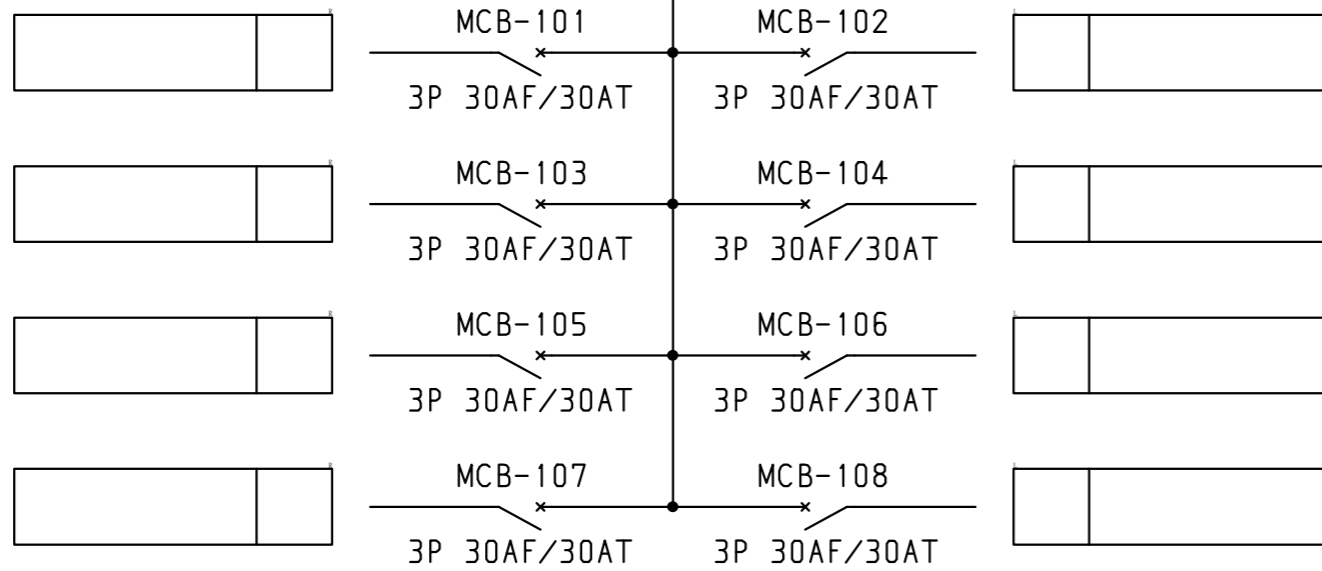 MCB-101 MCB-102
3P 30AF/30AT 3P 30AF/30AT
MCB-103 MCB-104
3P 30AF/30AT 3P 30AF/30AT
MCB-105 MCB-106
3P 30AF/30AT 3P 30AF/30AT
MCB-107 MCB-108
3P 30AF/30AT 3P 30AF/30AT